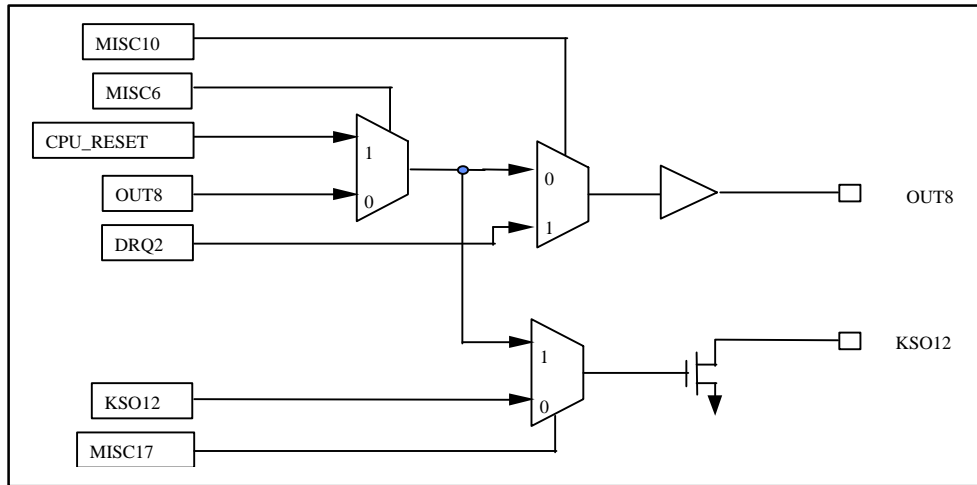 MISC10
MISC6
CPU_RESET
1
OUT8
0
DRQ2
0
1
OUT8
1
0
KSO12
KSO12
MISC17